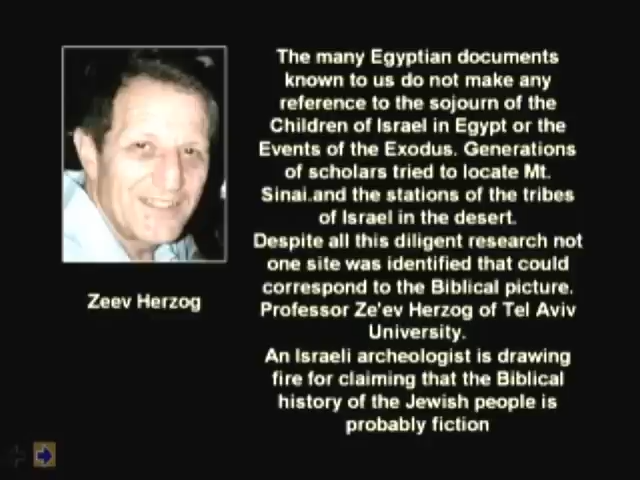 The many Egyptian documents
known to us do not make any
reference to the sojourn of the
Children of Israel in Egypt or the
Events of the Exodus. Generations
of scholars tried to locate Mt.
Sinai.and the stations of the tribes
of Israel in the desert.
Despite all this diligent research not
one site was identified that could
correspond to the Biblical picture.
Professor Ze'ev Herzog of Tel Aviv
University.
An Israeli archeologist is drawing
fire for claiming that the Biblical
history of the Jewish people is
probably fiction
Zeev Herzog